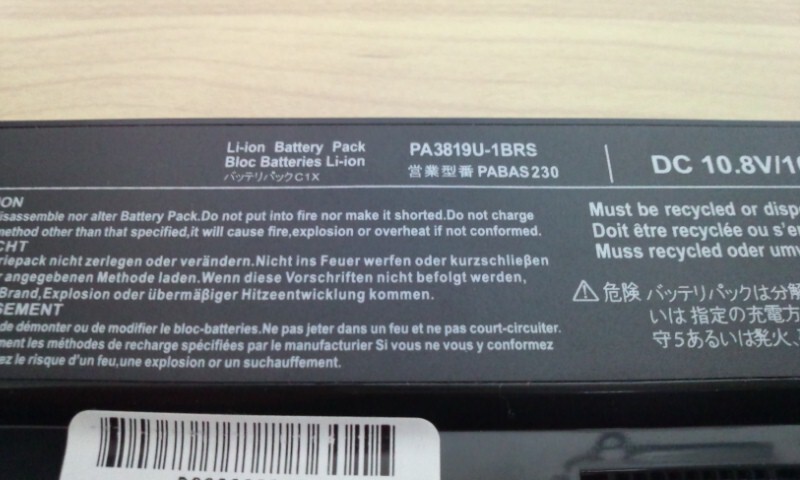 Li-ion Battery Pack
Bloc Batteries Li-ion
バッテリパックC1X
PA3819U-1BRS
営業型番 PABAS230
DC 10.8V/
ION
disassemble nor alter Battery Pack.Do not put into fire nor make it shorted.Do not charge
method other than that specified,it will cause fire,explosion or overheat if not conformed.
CHT
riepack nicht zerlegen oder verändern.Nicht ins Feuer werfen oder kurzschließen
r angegebenen Methode laden.Wenn diese Vorschriften nicht befolgt werden,
Brand,Explosion oder übermäßiger Hitzeentwicklung kommen.
SEMENT
de démonter ou de modifier le bloc-batteries.Ne pas jeter dans un feu et ne pas court-circuiter.
ment les méthodes de recharge spécifiées par le manufacturier Si vous ne vous y conformez
ez le risque d'un feu,une explosion or un sauchauffement.
Must be recycled or disp
Doit être recyclée ou s'e
Muss recycled oder umw
⚠危険 バッテリパックは分解
いは 指定の充電方
守5あるいは発火、